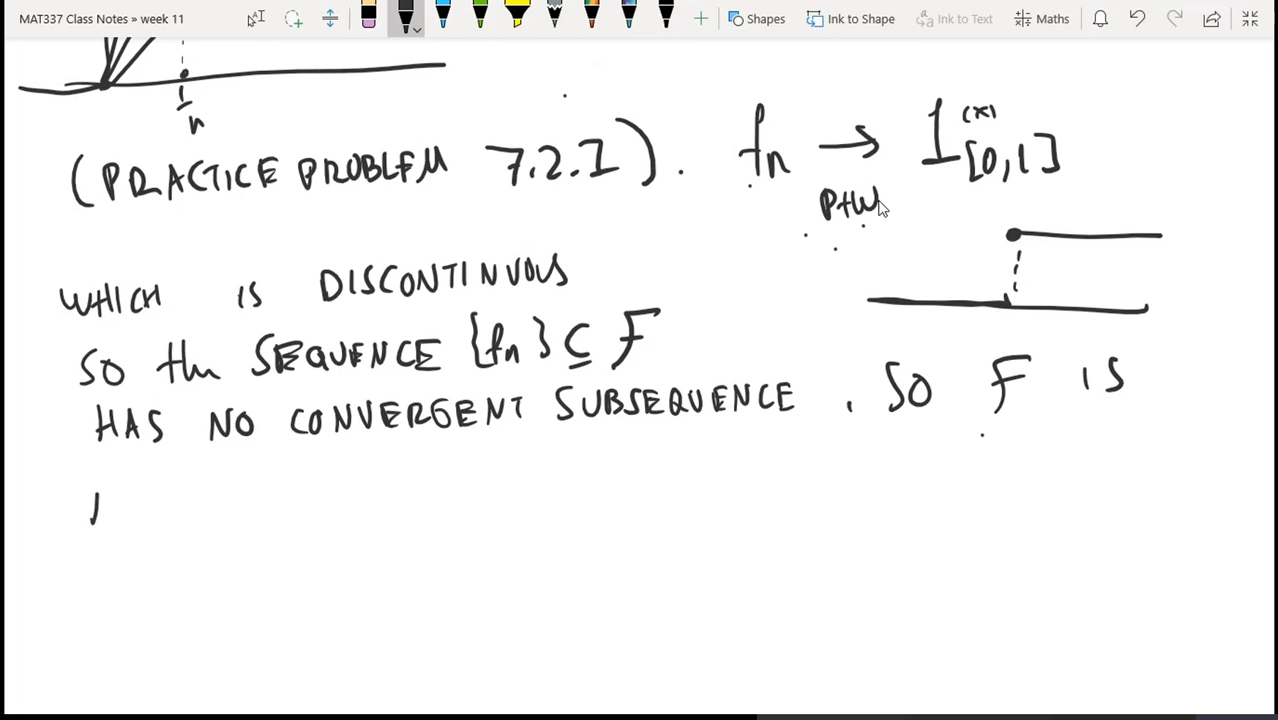 MAT337 Class Notes » week 11
Shapes Ink to Shape Ink to Text Maths
1/n
(PRACTICE PROBLEM 7.2.I). fn → 1[0,1](x)
PTW
WHICH IS DISCONTINUOUS
SO the SEQUENCE {fn} ⊆ F
HAS NO CONVERGENT SUBSEQUENCE . SO F IS